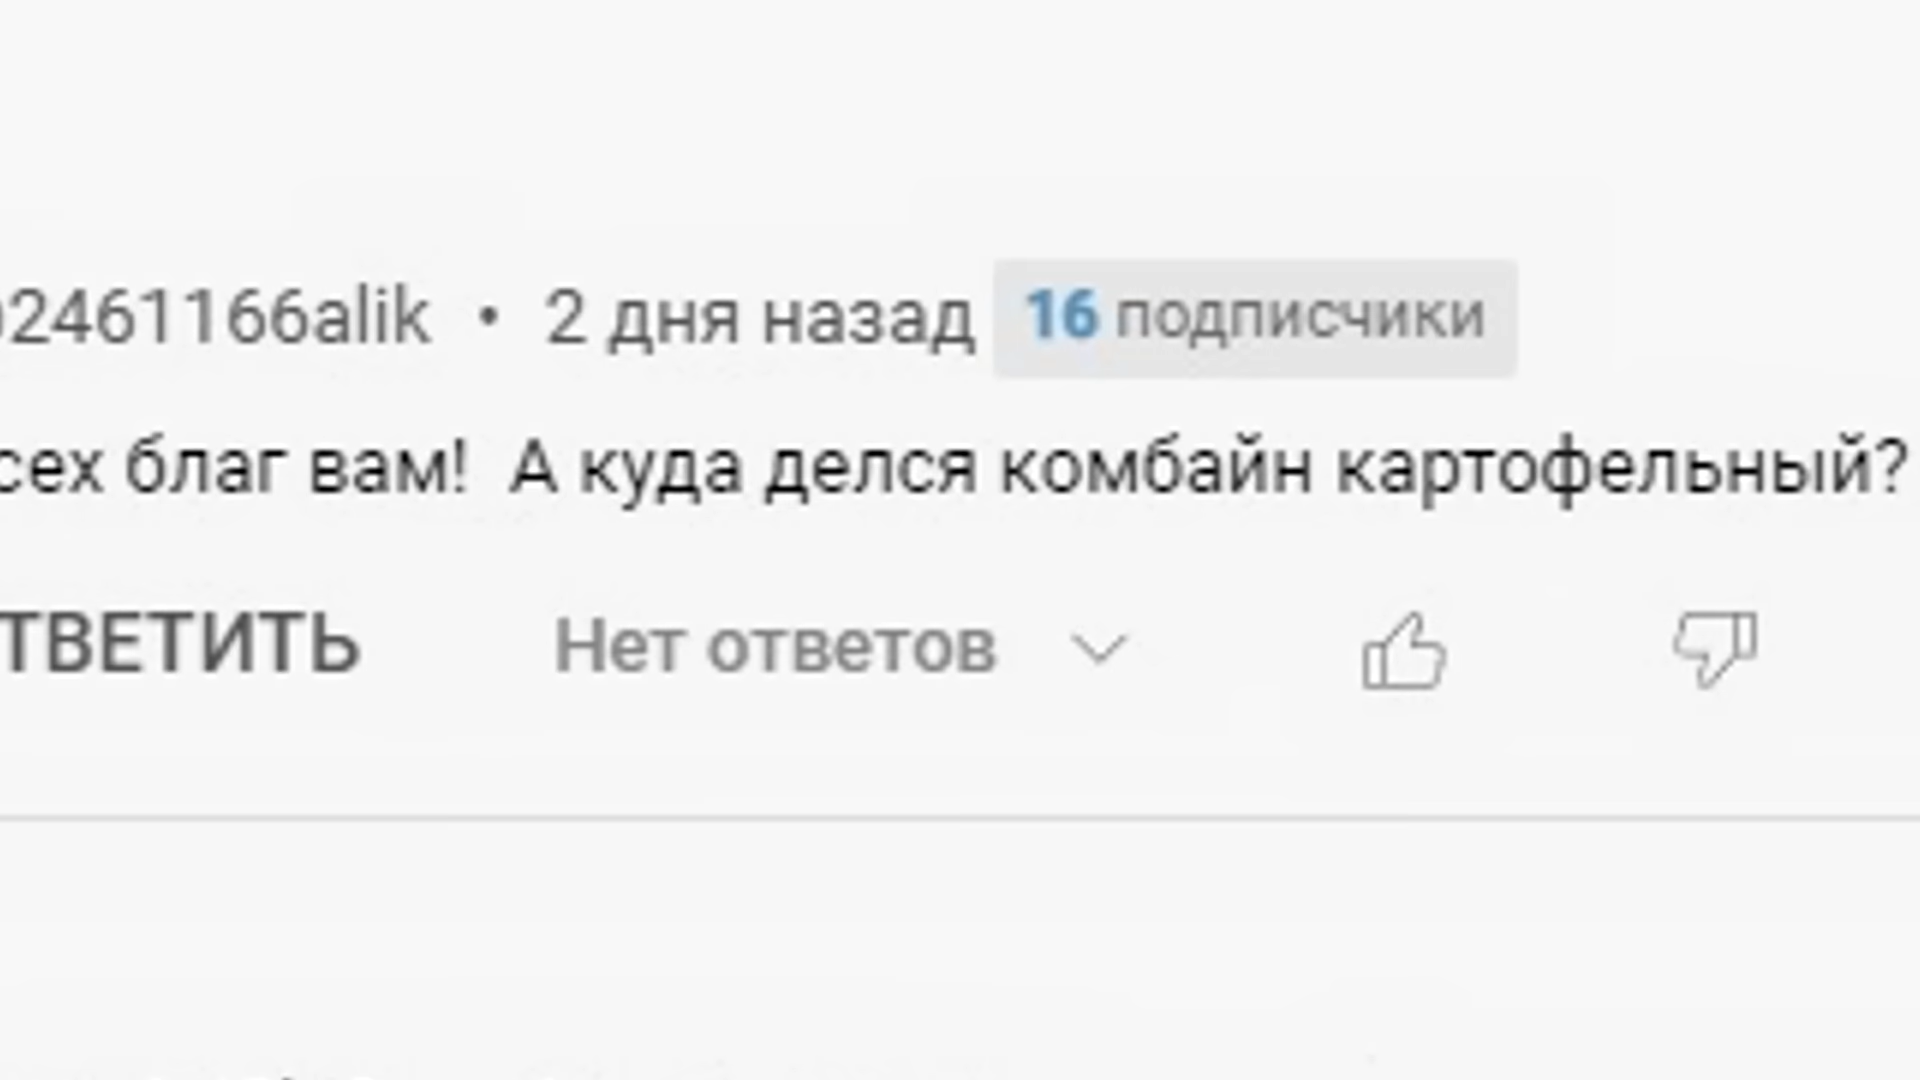 2461166alik • 2 дня назад 16 подписчики
сех благ вам! А куда делся комбайн картофельный?
ТВЕТИТЬ Нет ответов